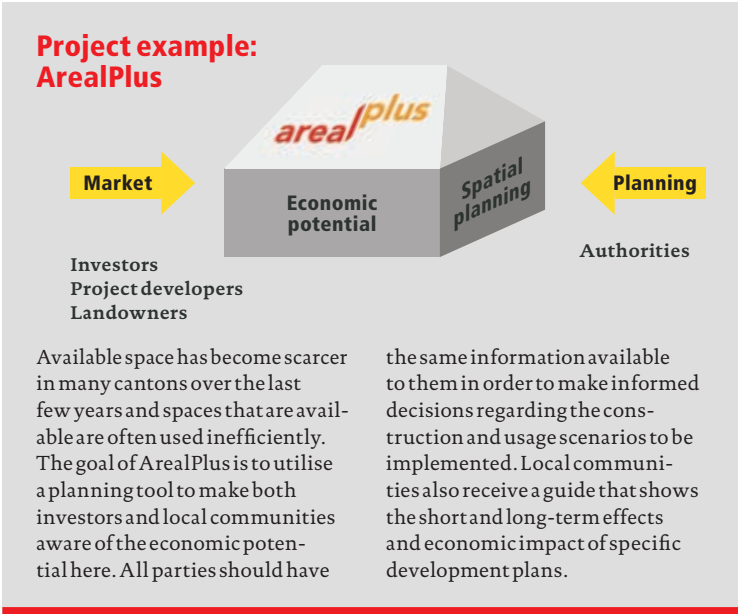 Project example:
ArealPlus
arealplus
Market
Economic
potential
Spatial
planning
Planning
Investors
Project developers
Landowners
Authorities
Available space has become scarcer
in many cantons over the last
few years and spaces that are avail-
able are often used inefficiently.
The goal of ArealPlus is to utilise
a planning tool to make both
investors and local communities
aware of the economic poten-
tial here. All parties should have
the same information available
to them in order to make informed
decisions regarding the cons-
truction and usage scenarios to be
implemented. Local communi-
ties also receive a guide that shows
the short and long-term effects
and economic impact of specific
development plans.